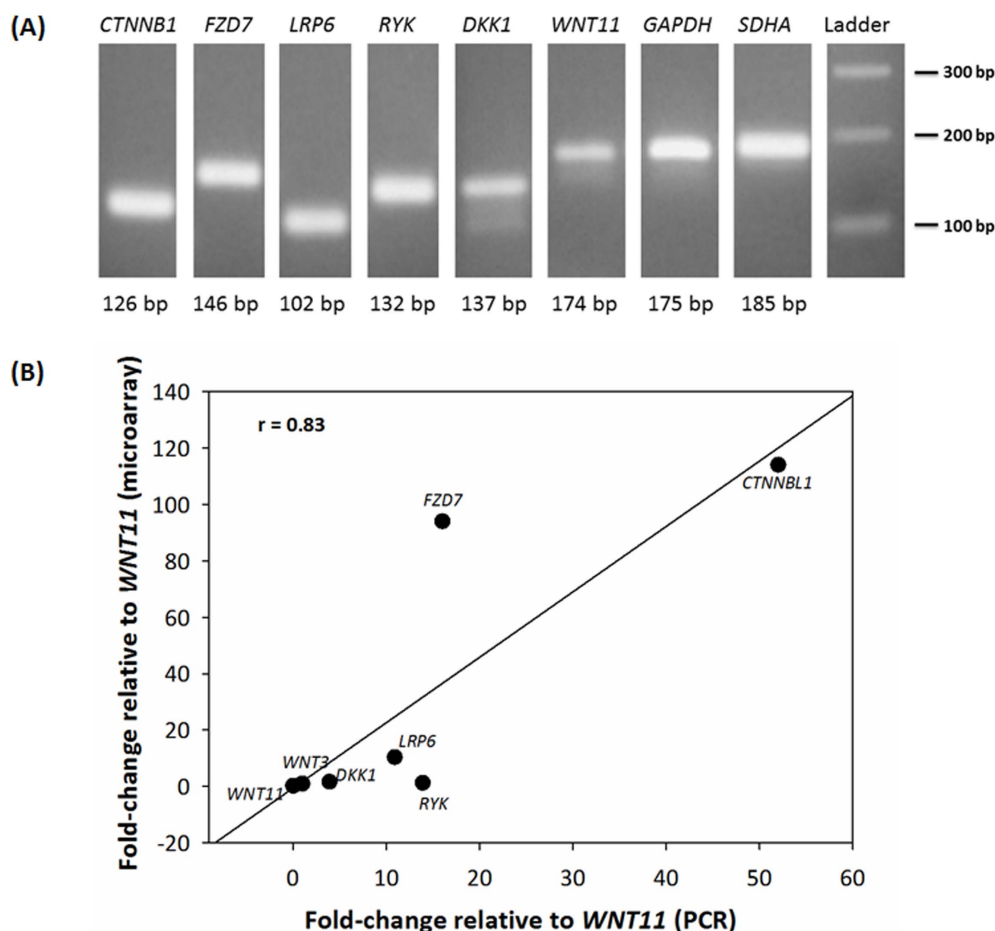 (A) CTNNB1 FZD7 LRP6 RYK DKK1 WNT11 GAPDH SDHA Ladder
300 bp
200 bp
100 bp
126 bp 146 bp 102 bp 132 bp 137 bp 174 bp 175 bp 185 bp
(B)
Fold-change relative to WNT11 (microarray)
140
120
100
80
60
40
20
0
-20
r = 0.83
FZD7
CTNNBL1
LRP6
WNT3
DKK1
WNT11
RYK
0 10 20 30 40 50 60
Fold-change relative to WNT11 (PCR)